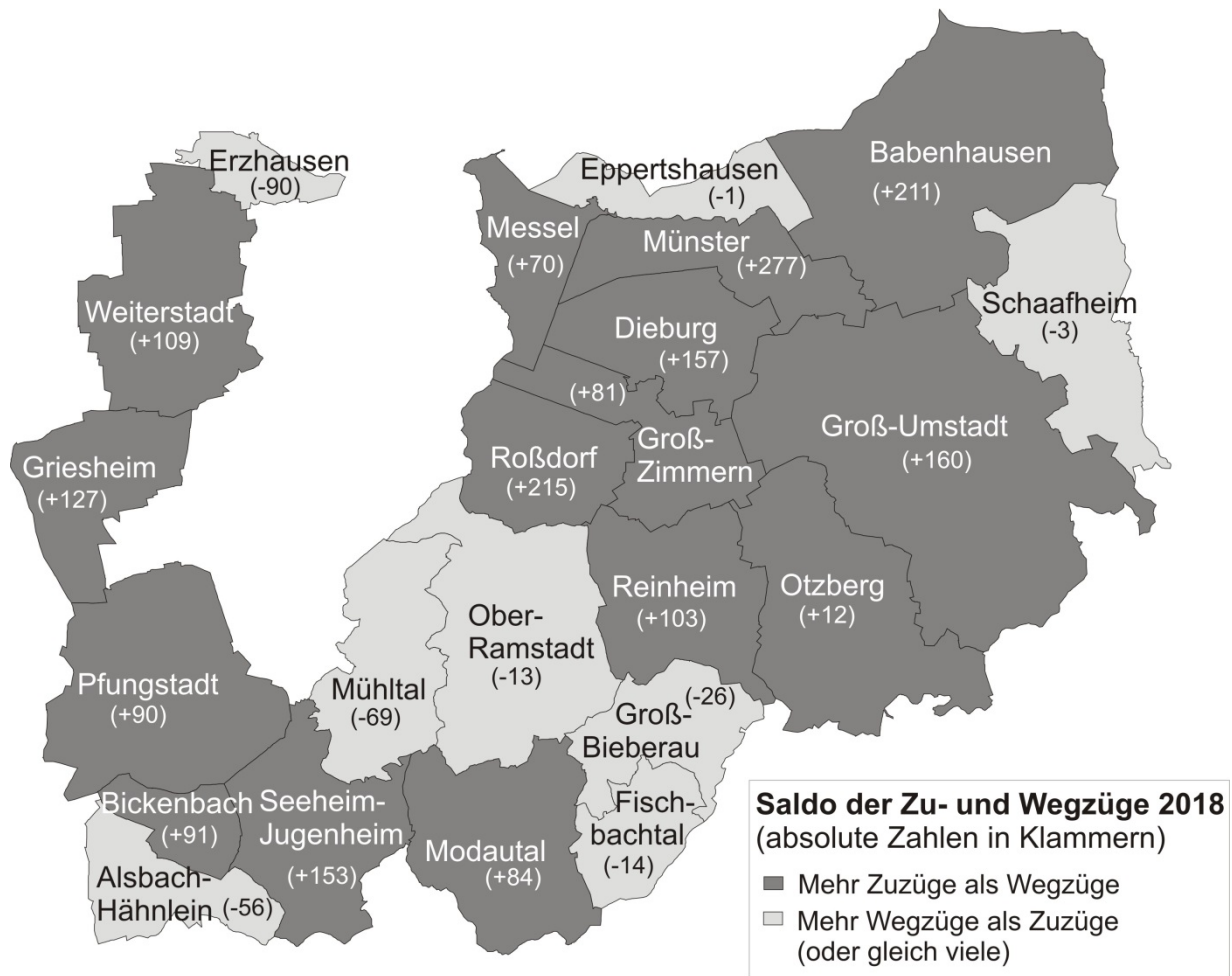 Erzhausen
(-90)
Eppertshausen
(-1)
Babenhausen
(+211)
Messel
(+70)
Münster
(+277)
Weiterstadt
(+109)
Schaafheim
(-3)
Dieburg
(+157)
(+81)
Groß-
Zimmern
Groß-Umstadt
(+160)
Griesheim
(+127)
Roßdorf
(+215)
Reinheim
(+103)
Otzberg
(+12)
Ober-
Ramstadt
(-13)
Mühltal
(-69)
Pfungstadt
(+90)
(-26)
Groß-
Bieberau
Bickenbach
(+91)
Seeheim-
Jugenheim
(+153)
Modautal
(+84)
Fisch-
bachtal
(-14)
Alsbach-
Hähnlein (-56)
Saldo der Zu- und Wegzüge 2018
(absolute Zahlen in Klammern)
Mehr Zuzüge als Wegzüge
Mehr Wegzüge als Zuzüge
(oder gleich viele)